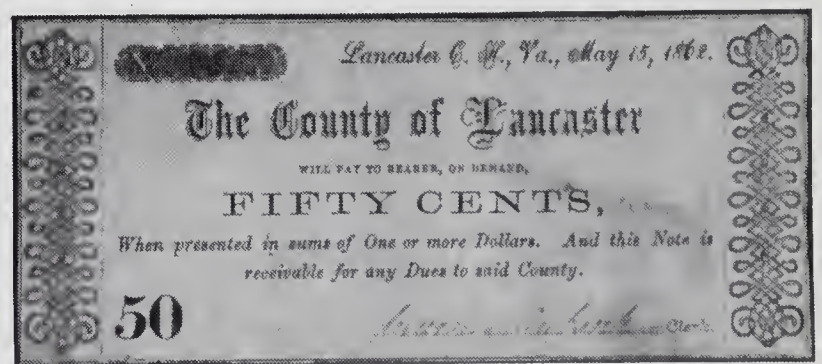 Lancaster C. H., Va., May 15, 1862.
The County of Lancaster
WILL PAY TO BEARER, ON DEMAND,
FIFTY CENTS,
When presented in sums of One or more Dollars. And this Note is
receivable for any Dues to said County.
50
Clerk.